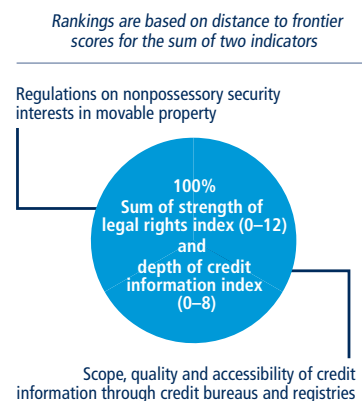 Rankings are based on distance to frontier
scores for the sum of two indicators
Regulations on nonpossessory security
interests in movable property
100%
Sum of strength of
legal rights index (0–12)
and
depth of credit
information index
(0–8)
Scope, quality and accessibility of credit
information through credit bureaus and registries